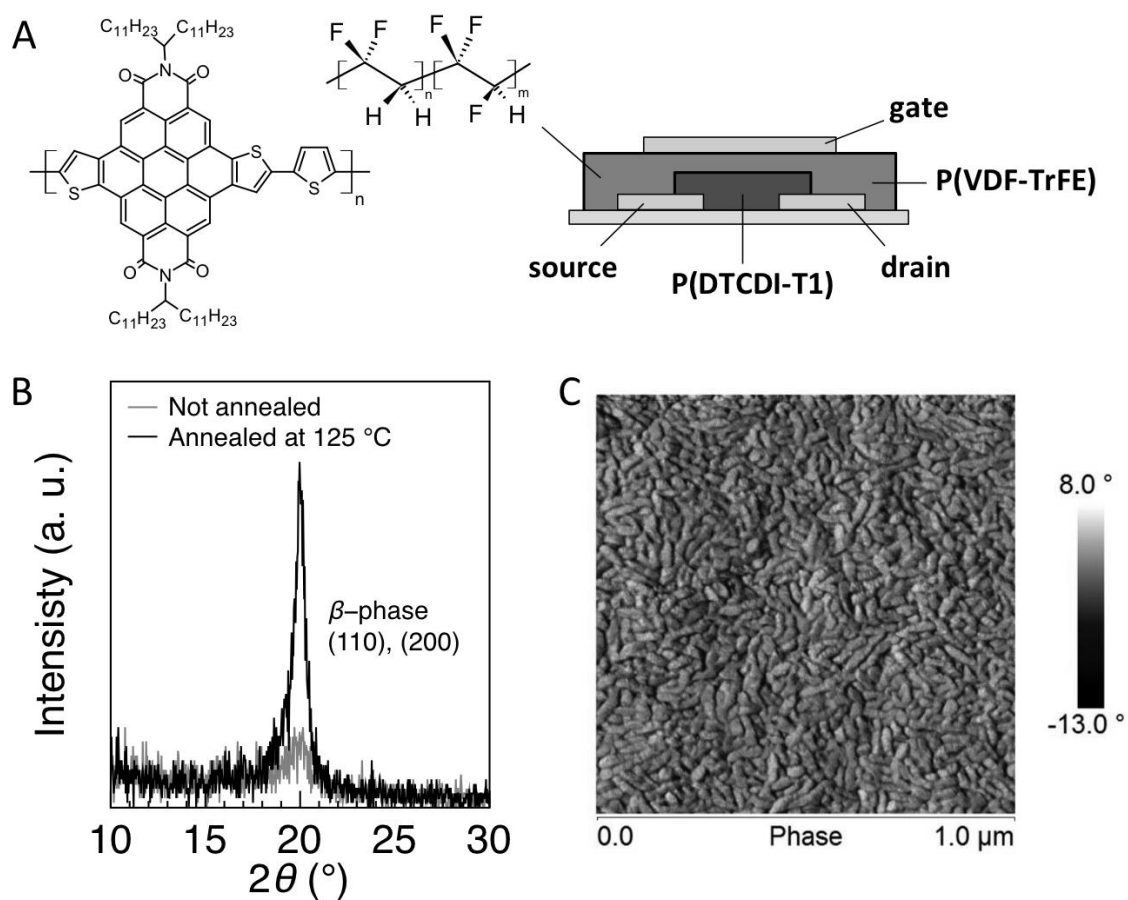 A
C11H23 C11H23
O N O
S
S
S
n
O N O
C11H23 C11H23
F F F F
n m
H H F H
gate
P(VDF-TrFE)
source
P(DTCDI-T1)
drain
B
Not annealed
Annealed at 125 °C
β–phase
(110), (200)
Intensisty (a. u.)
10 15 20 25 30
2θ (°)
C
8.0 °
-13.0 °
0.0 Phase 1.0 µm